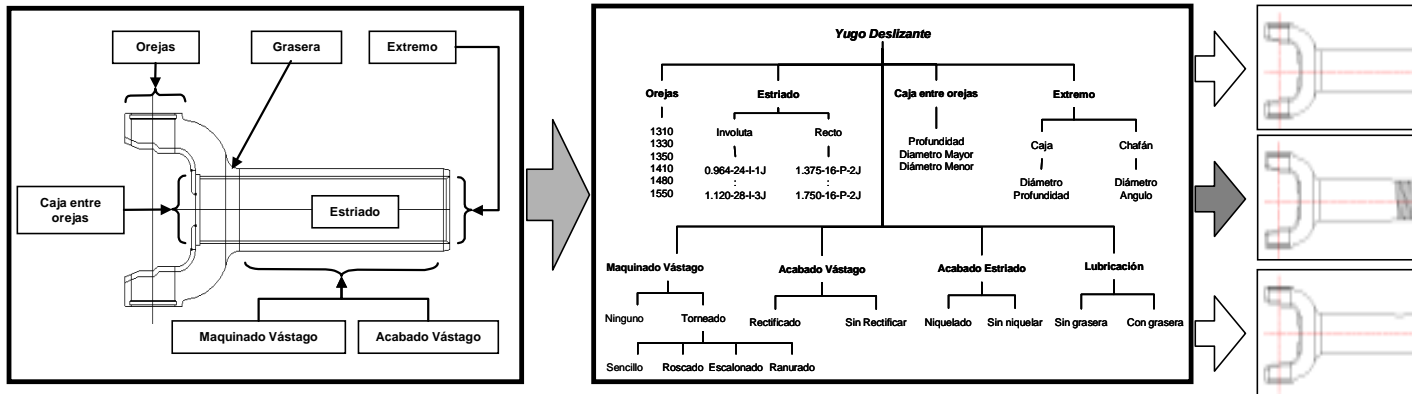 Orejas
Grasera
Extremo
Caja entre
orejas
Estriado
Maquinado Vástago
Acabado Vástago
Yugo Deslizante
Orejas
Estriado
Caja entre orejas
Extremo
1310
1330
1350
1410
1480
1550
Involuta
Recto
0.964-24-I-1J
:
1.120-28-I-3J
1.375-16-P-2J
:
1.750-16-P-2J
Profundidad
Diametro Mayor
Diámetro Menor
Caja
Chafán
Diámetro
Profundidad
Diámetro
Angulo
Maquinado Vástago
Acabado Vástago
Acabado Estriado
Lubricación
Ninguno
Torneado
Rectificado
Sin Rectificar
Niquelado
Sin niquelar
Sin grasera
Con grasera
Sencillo
Roscado
Escalonado
Ranurado